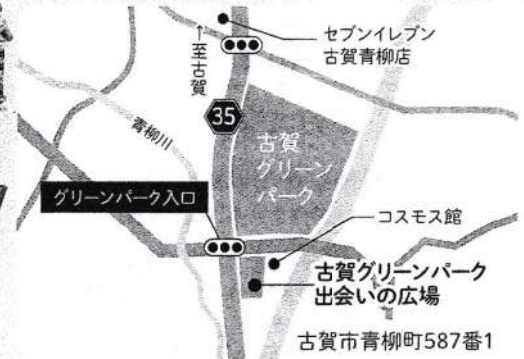 セブンイレブン
古賀青柳店
↑至古賀
青柳川
35
古賀
グリーン
パーク
グリーンパーク入口
コスモス館
古賀グリーンパーク
出会いの広場
古賀市青柳町587番1